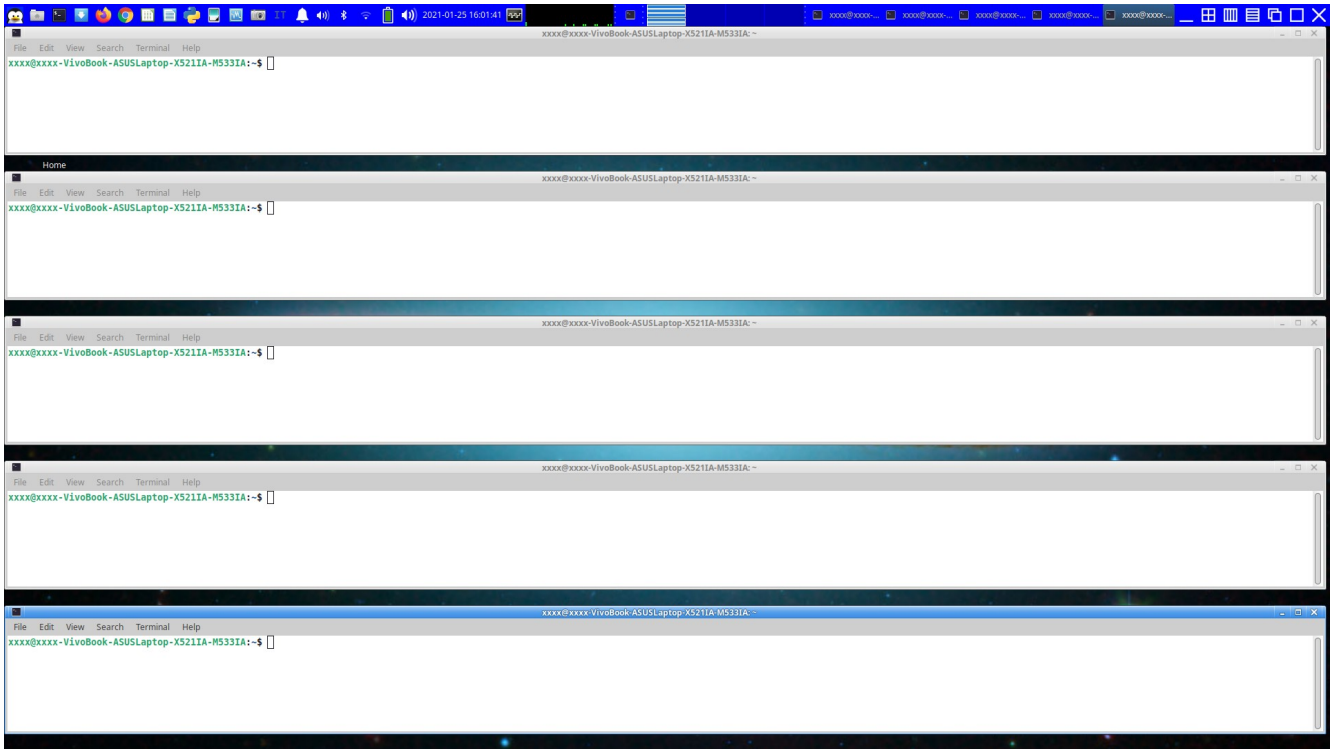 IT 2021-01-25 16:01:41 xxxx@xxxx-... xxxx@xxxx-... xxxx@xxxx-... xxxx@xxxx-... xxxx@xxxx-...
xxxx@xxxx-VivoBook-ASUSLaptop-X521IA-M533IA: ~
File Edit View Search Terminal Help
xxxx@xxxx-VivoBook-ASUSLaptop-X521IA-M533IA:~$
Home
xxxx@xxxx-VivoBook-ASUSLaptop-X521IA-M533IA: ~
File Edit View Search Terminal Help
xxxx@xxxx-VivoBook-ASUSLaptop-X521IA-M533IA:~$
xxxx@xxxx-VivoBook-ASUSLaptop-X521IA-M533IA: ~
File Edit View Search Terminal Help
xxxx@xxxx-VivoBook-ASUSLaptop-X521IA-M533IA:~$
xxxx@xxxx-VivoBook-ASUSLaptop-X521IA-M533IA: ~
File Edit View Search Terminal Help
xxxx@xxxx-VivoBook-ASUSLaptop-X521IA-M533IA:~$
xxxx@xxxx-VivoBook-ASUSLaptop-X521IA-M533IA: ~
File Edit View Search Terminal Help
xxxx@xxxx-VivoBook-ASUSLaptop-X521IA-M533IA:~$